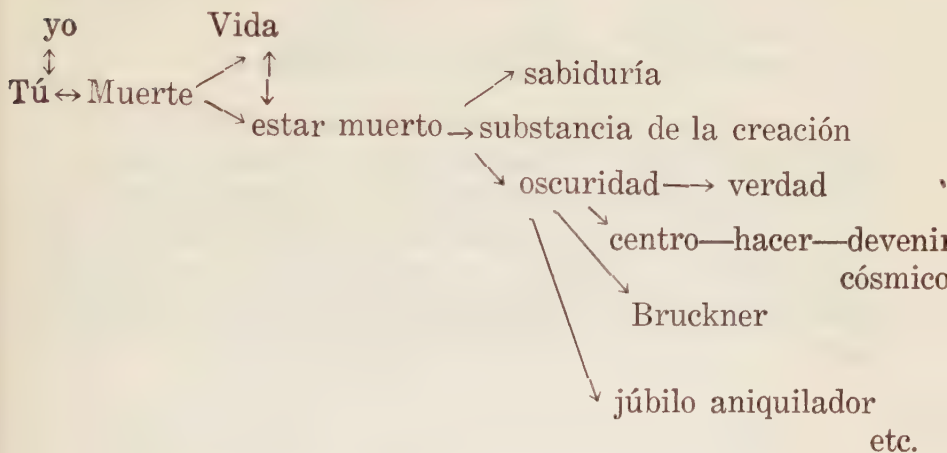 yo Vida
Tú ↔ Muerte
sabiduría
estar muerto → substancia de la creación
oscuridad → verdad
centro—hacer—devenir
cósmico
Bruckner
júbilo aniquilador
etc.